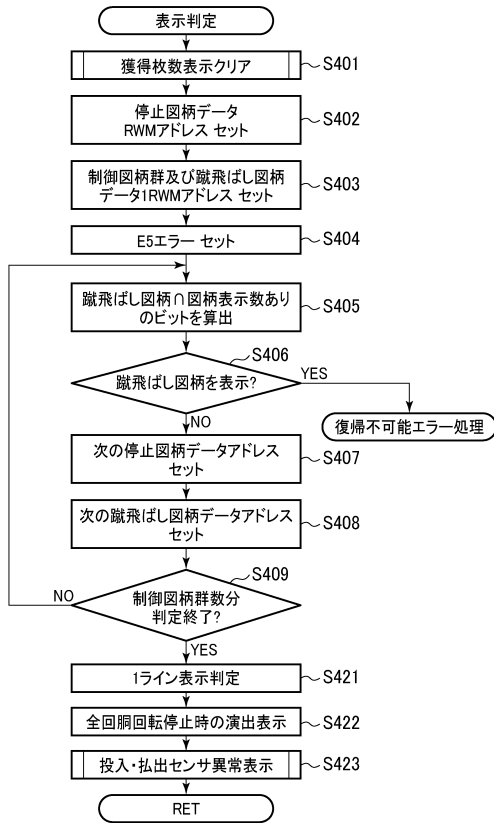 表示判定
獲得枚数表示クリア
S401
停止図柄データ
RWMアドレス セット
S402
制御図柄群及び蹴飛ばし図柄
データ1RWMアドレス セット
S403
E5エラー セット
S404
蹴飛ばし図柄∩図柄表示数あり
のビットを算出
S405
S406
蹴飛ばし図柄を表示?
YES
NO
復帰不可能エラー処理
次の停止図柄データアドレス
セット
S407
次の蹴飛ばし図柄データアドレス
セット
S408
S409
NO
制御図柄群数分
判定終了?
YES
1ライン表示判定
S421
全回胴回転停止時の演出表示
S422
投入・払出センサ異常表示
S423
RET